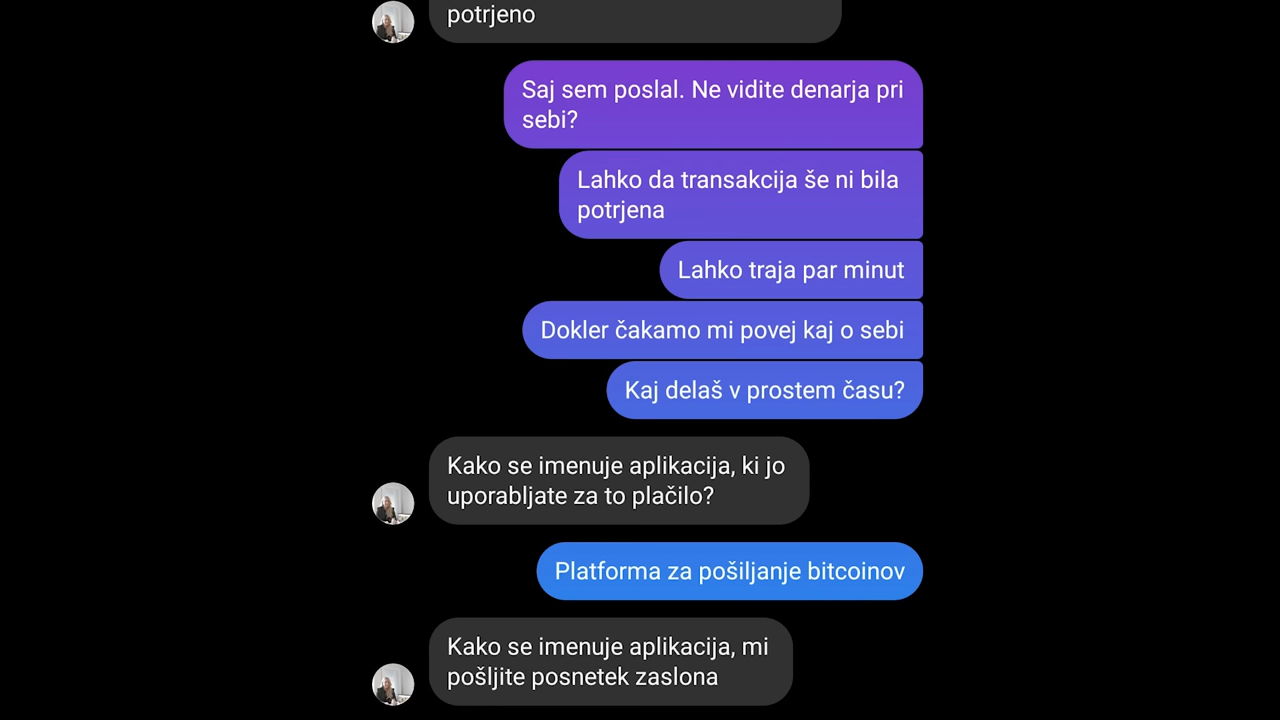 potrjeno
Saj sem poslal. Ne vidite denarja pri
sebi?
Lahko da transakcija še ni bila
potrjena
Lahko traja par minut
Dokler čakamo mi povej kaj o sebi
Kaj delaš v prostem času?
Kako se imenuje aplikacija, ki jo
uporabljate za to plačilo?
Platforma za pošiljanje bitcoinov
Kako se imenuje aplikacija, mi
pošljite posnetek zaslona